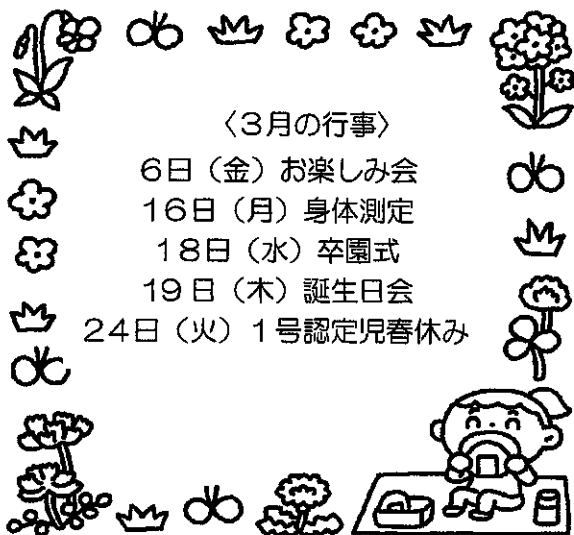 〈3月の行事〉
6日（金）お楽しみ会
16日（月）身体測定
18日（水）卒園式
19日（木）誕生日会
24日（火）1号認定児春休み